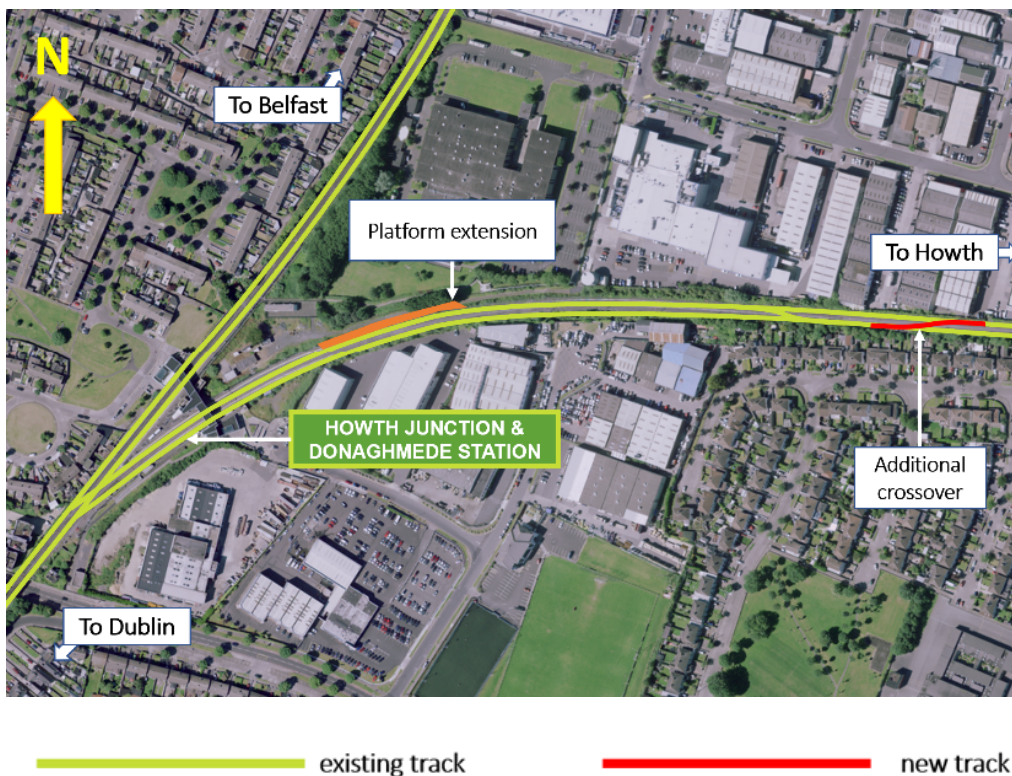 N
To Belfast
Platform extension
To Howth
HOWTH JUNCTION &
DONAGHMEDE STATION
Additional
crossover
To Dublin
existing track
new track